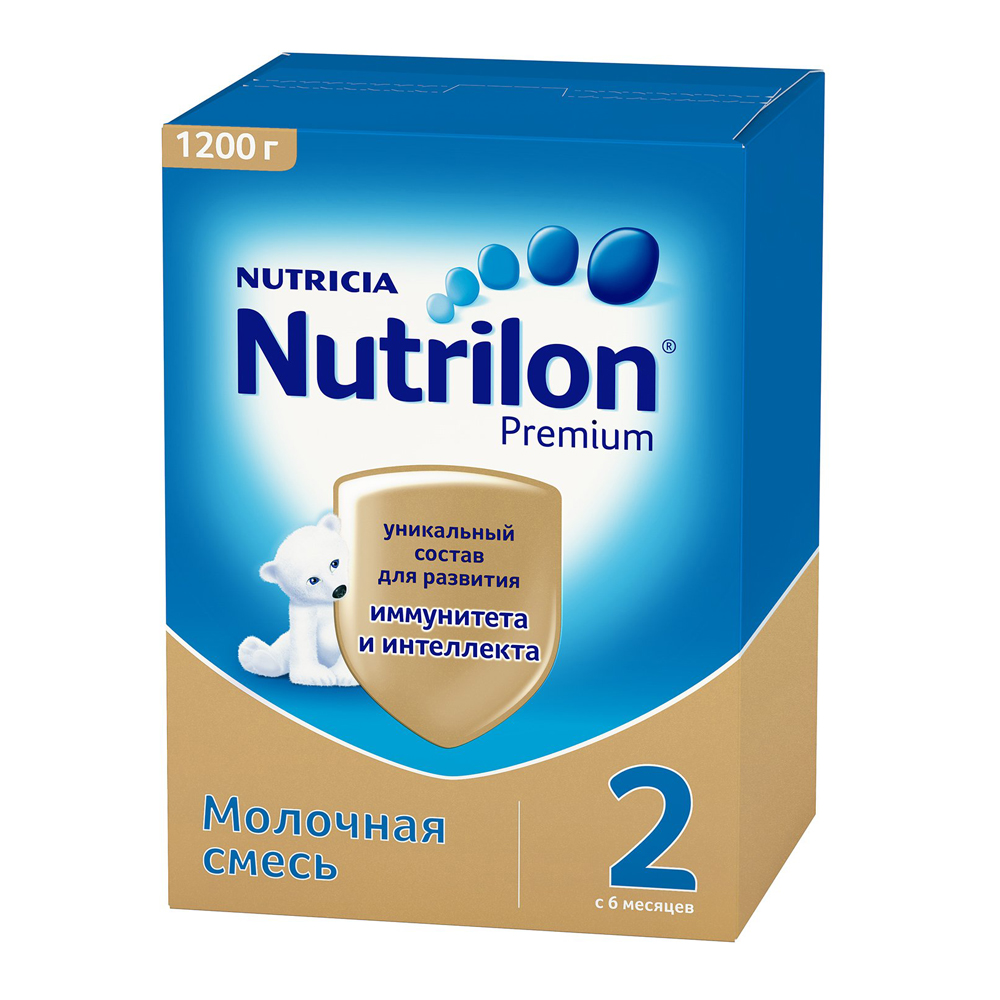 1200 г
NUTRICIA
Nutrilon®
Premium
уникальный
состав
для развития
иммунитета
и интеллекта
Молочная
смесь
2
с 6 месяцев